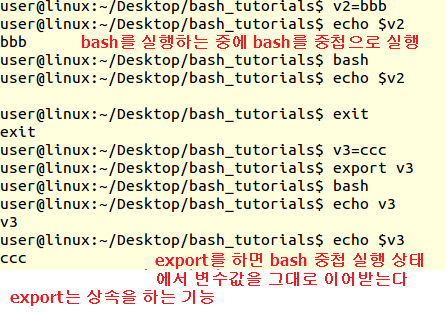 user@linux:~/Desktop/bash_tutorials$ v2=bbb
user@linux:~/Desktop/bash_tutorials$ echo $v2
bbb
bash를 실행하는 중에 bash를 중첩으로 실행
user@linux:~/Desktop/bash_tutorials$ bash
user@linux:~/Desktop/bash_tutorials$ echo $v2
user@linux:~/Desktop/bash_tutorials$ exit
exit
user@linux:~/Desktop/bash_tutorials$ v3=ccc
user@linux:~/Desktop/bash_tutorials$ export v3
user@linux:~/Desktop/bash_tutorials$ bash
user@linux:~/Desktop/bash_tutorials$ echo v3
v3
user@linux:~/Desktop/bash_tutorials$ echo $v3
ccc
export를 하면 bash 중첩 실행 상태
에서 변수값을 그대로 이어받는다
export는 상속을 하는 기능